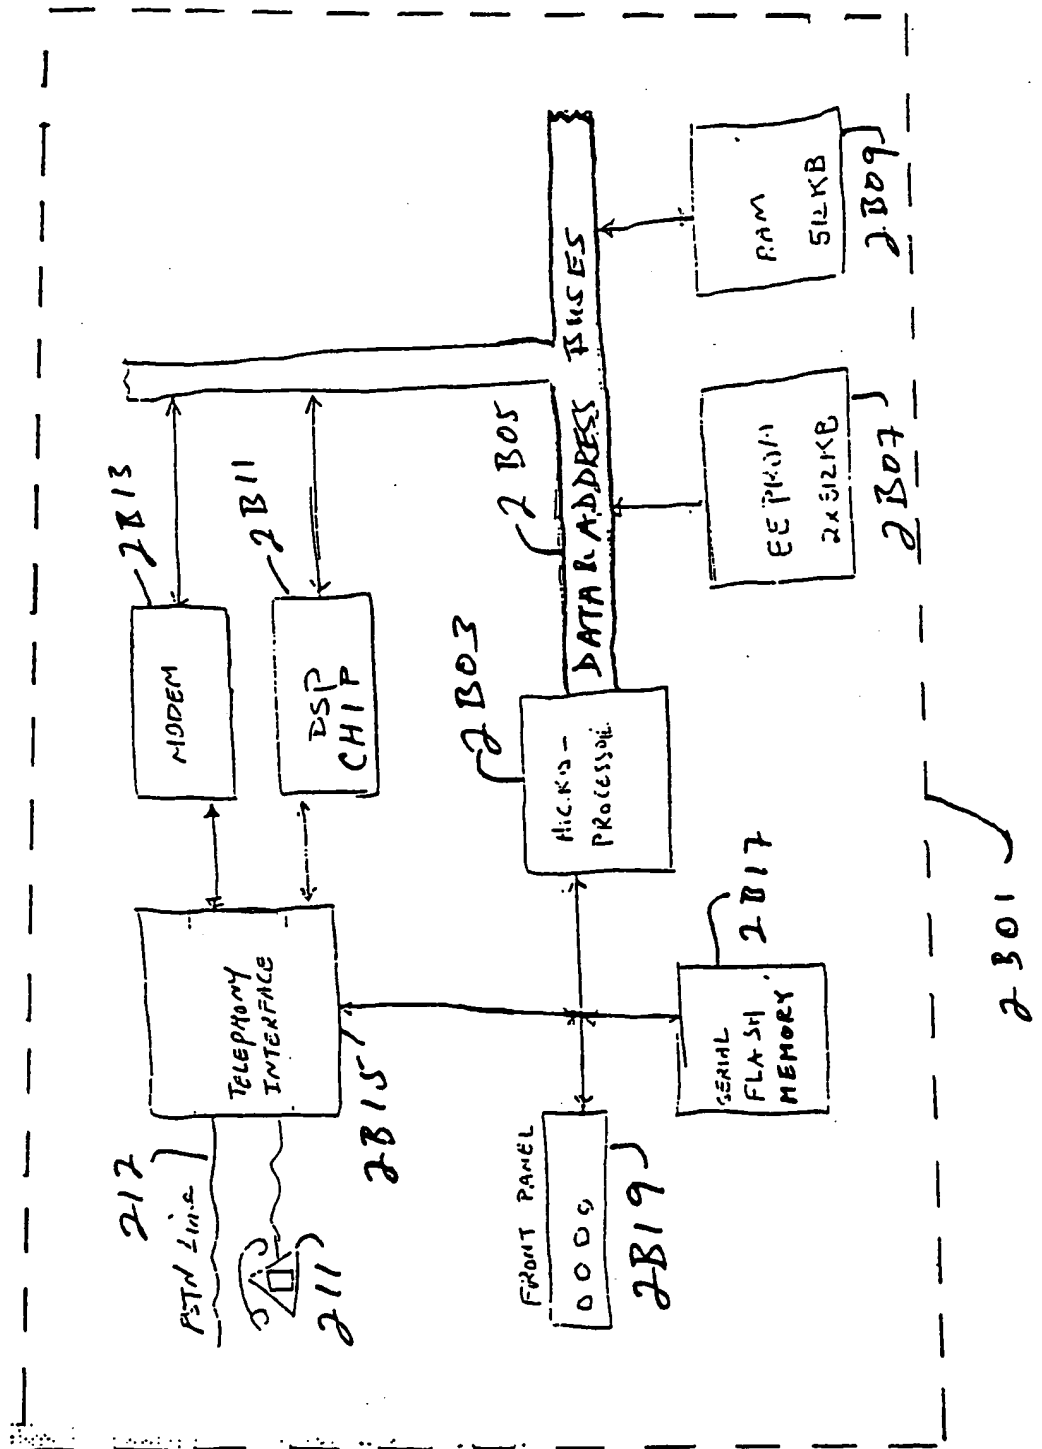 212
PSTN Line
211
TELEPHONY
INTERFACE
2B15
MODEM
2B13
DSP
CHIP
2B11
FRONT PANEL
2B19
SERIAL
FLASH
MEMORY
2B17
MICRO-
PROCESSOR
2B03
DATA & ADDRESS BUSES
2B05
EEPROM
2x512KB
2B07
RAM
512KB
2B09
2B01